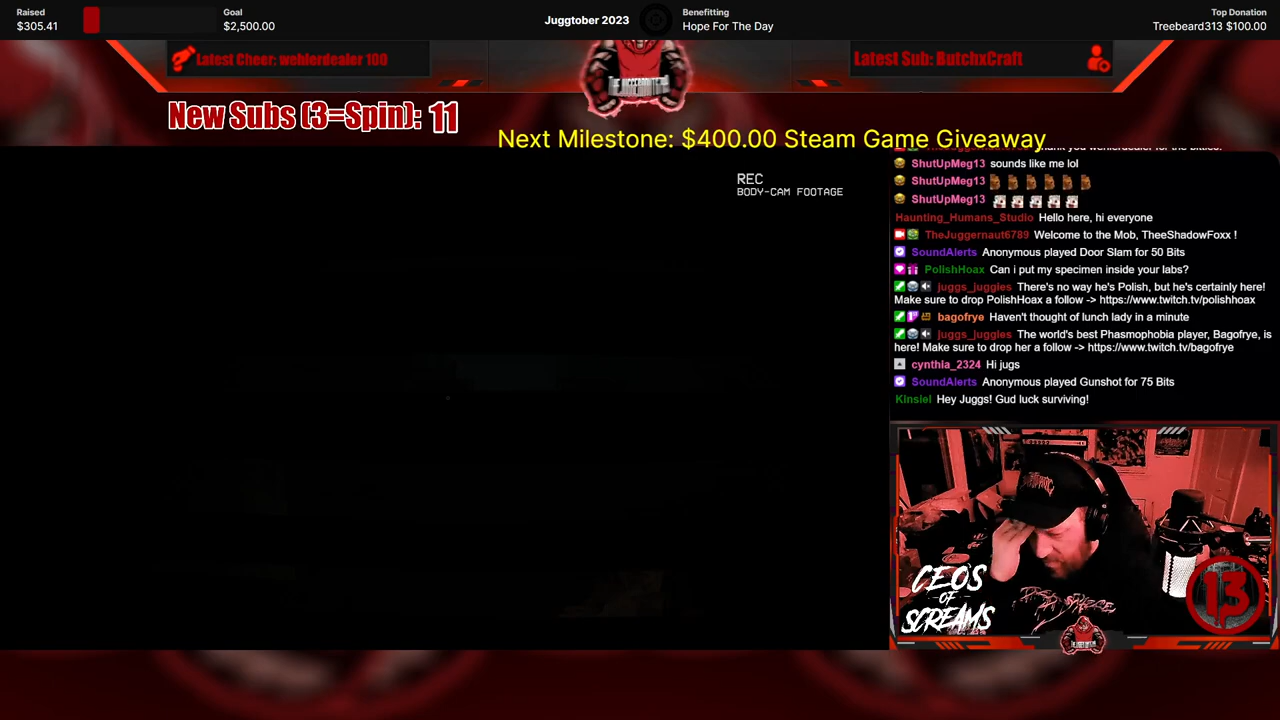 Raised
$305.41
Goal
$2,500.00
Juggtober 2023
Benefitting
Hope For The Day
Top Donation
Treebeard313 $100.00
Latest Cheer: wehlerdealer 100
Latest Sub: ButchxCraft
New Subs (3=Spin): 11
Next Milestone: $400.00 Steam Game Giveaway
REC
BODY-CAM FOOTAGE
ShutUpMeg13 sounds like me lol
ShutUpMeg13
ShutUpMeg13
Haunting_Humans_Studio Hello here, hi everyone
TheJuggernaut6789 Welcome to the Mob, TheeShadowFoxx !
SoundAlerts Anonymous played Door Slam for 50 Bits
PolishHoax Can i put my specimen inside your labs?
juggs_juggles There's no way he's Polish, but he's certainly here!
Make sure to drop PolishHoax a follow -> https://www.twitch.tv/polishhoax
bagofrye Haven't thought of lunch lady in a minute
juggs_juggles The world's best Phasmophobia player, Bagofrye, is
here! Make sure to drop her a follow -> https://www.twitch.tv/bagofrye
cynthia_2324 Hi jugs
SoundAlerts Anonymous played Gunshot for 75 Bits
Kinsiel Hey Juggs! Gud luck surviving!
CEOS
OF
SCREAMS
13